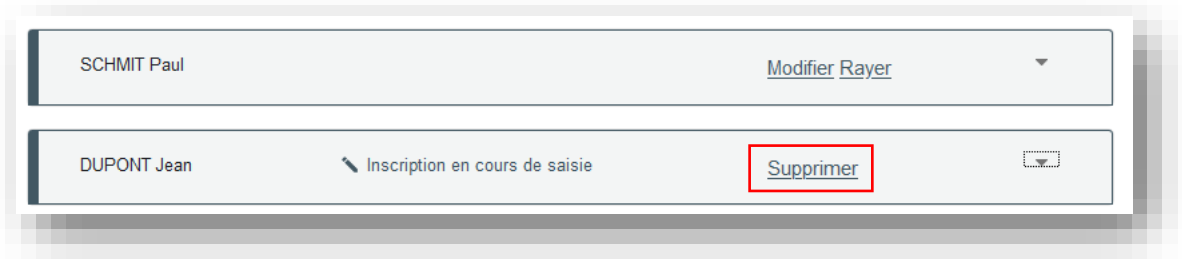 SCHMIT Paul Modifier Rayer
DUPONT Jean Inscription en cours de saisie Supprimer